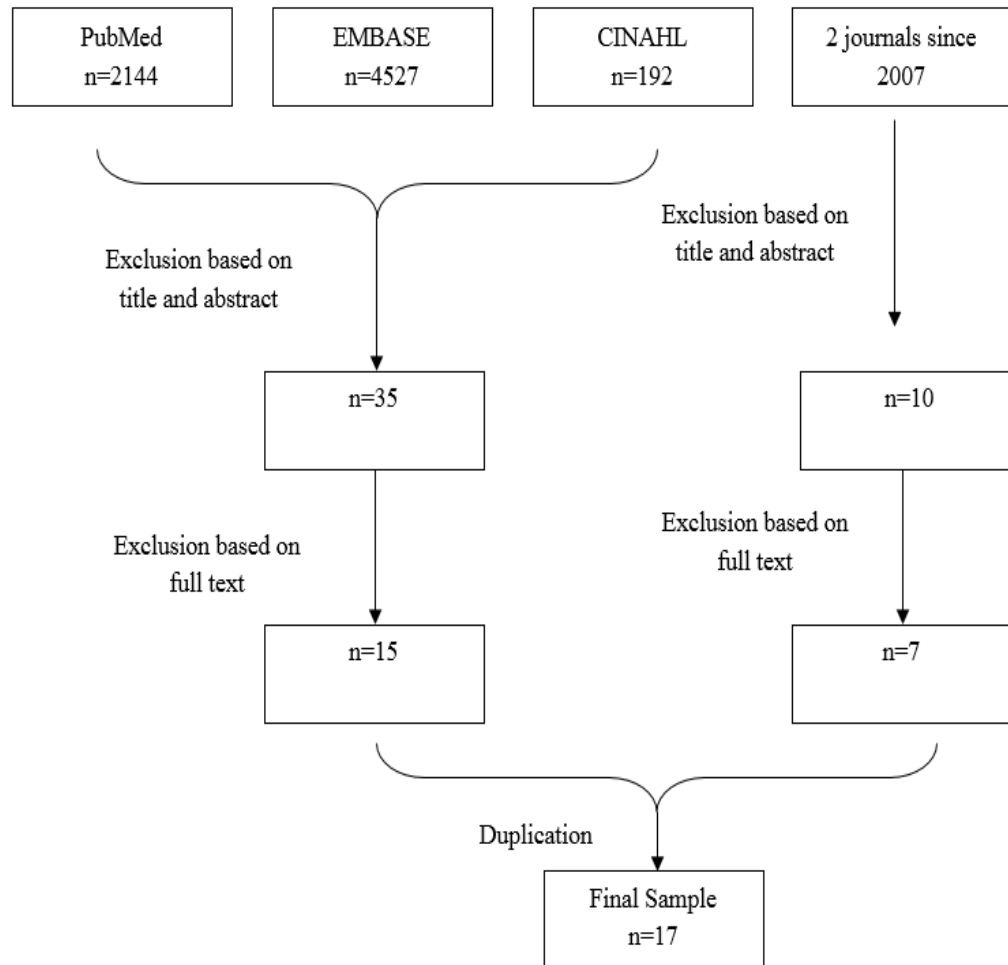 PubMed
n=2144
EMBASE
n=4527
CINAHL
n=192
2 journals since
2007
Exclusion based on
title and abstract
Exclusion based on
title and abstract
n=35
n=10
Exclusion based on
full text
Exclusion based on
full text
n=15
n=7
Duplication
Final Sample
n=17